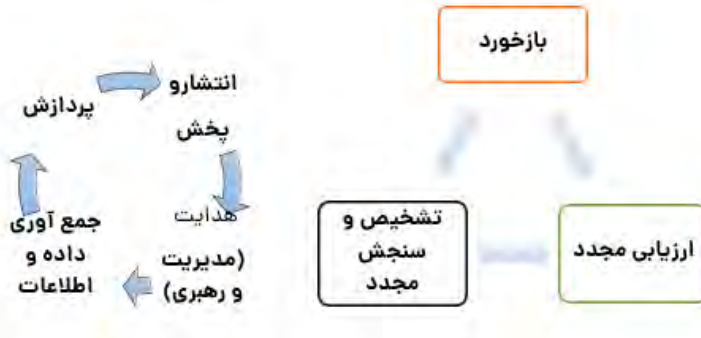 بازخورد
ارزیابی مجدد
تشخیص و
سنجش
مجدد
انتشارو
پخش
هدایت
(مدیریت
و رهبری)
جمع آوری
داده و
اطلاعات
پردازش